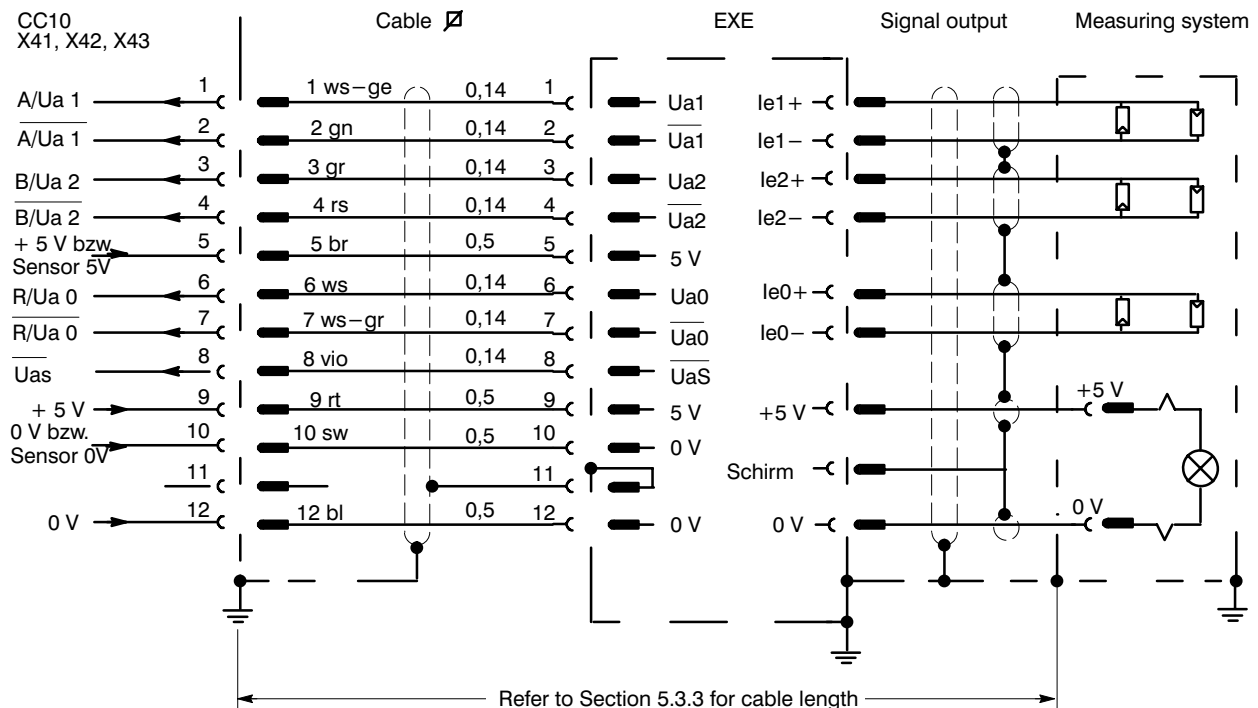 CC10 Cable EXE Signal output Measuring system
X41, X42, X43
A/Ua 1 1 1 ws–ge 0,14 1 Ua1 Ie1+
A/Ua 1 2 2 gn 0,14 2 Ua1 Ie1–
B/Ua 2 3 3 gr 0,14 3 Ua2 Ie2+
B/Ua 2 4 4 rs 0,14 4 Ua2 Ie2–
+ 5 V bzw. 5 5 br 0,5 5 5 V
Sensor 5V
R/Ua 0 6 6 ws 0,14 6 Ua0 Ie0+
R/Ua 0 7 7 ws–gr 0,14 7 Ua0 Ie0–
Uas 8 8 vio 0,14 8 UaS
+ 5 V 9 9 rt 0,5 9 5 V +5 V +5 V
0 V bzw. 10 10 sw 0,5 10 0 V
Sensor 0V
11 11 Schirm
0 V 12 12 bl 0,5 12 0 V 0 V 0 V
Refer to Section 5.3.3 for cable length